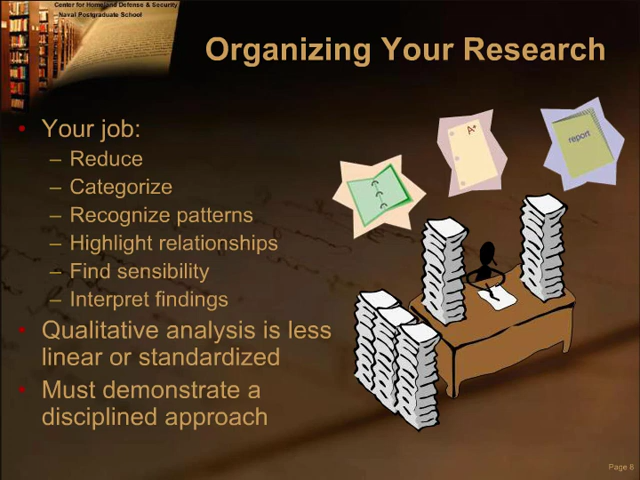 Center for Homeland Defense & Security
Naval Postgraduate School
Organizing Your Research
• Your job:
– Reduce
– Categorize
– Recognize patterns
– Highlight relationships
– Find sensibility
– Interpret findings
• Qualitative analysis is less
linear or standardized
• Must demonstrate a
disciplined approach
A+
report
Page 8